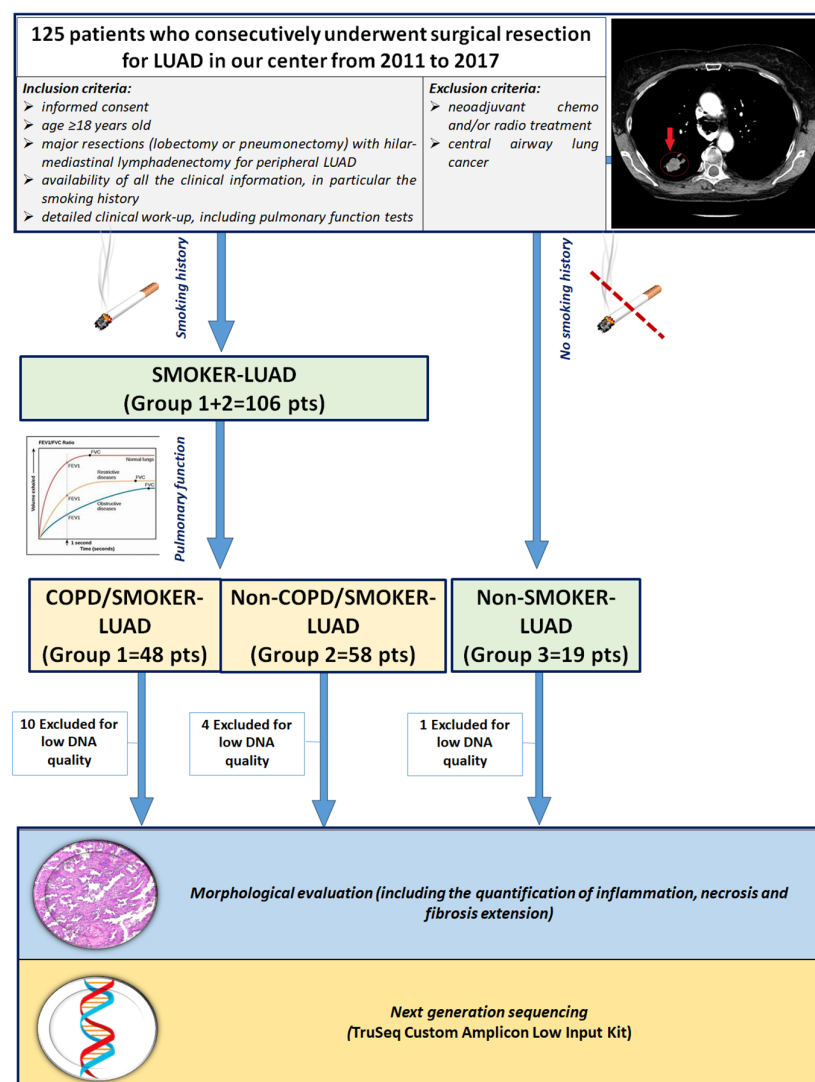 125 patients who consecutively underwent surgical resection
for LUAD in our center from 2011 to 2017
Inclusion criteria:
➢ informed consent
➢ age ≥18 years old
➢ major resections (lobectomy or pneumonectomy) with hilar-
mediastinal lymphadenectomy for peripheral LUAD
➢ availability of all the clinical information, in particular the
smoking history
➢ detailed clinical work-up, including pulmonary function tests
Exclusion criteria:
➢ neoadjuvant chemo
and/or radio treatment
➢ central airway lung
cancer
Smoking history
No smoking history
SMOKER-LUAD
(Group 1+2=106 pts)
FEV1/FVC Ratio
FVC
Normal lungs
FEV1
Restrictive
diseases
FVC
FEV1
FVC
Obstructive
diseases
FEV1
Volume exhaled
1 second
Time (seconds)
Pulmonary function
COPD/SMOKER-
LUAD
(Group 1=48 pts)
Non-COPD/SMOKER-
LUAD
(Group 2=58 pts)
Non-SMOKER-
LUAD
(Group 3=19 pts)
10 Excluded for
low DNA
quality
4 Excluded for
low DNA
quality
1 Excluded for
low DNA
quality
Morphological evaluation (including the quantification of inflammation, necrosis and
fibrosis extension)
Next generation sequencing
(TruSeq Custom Amplicon Low Input Kit)